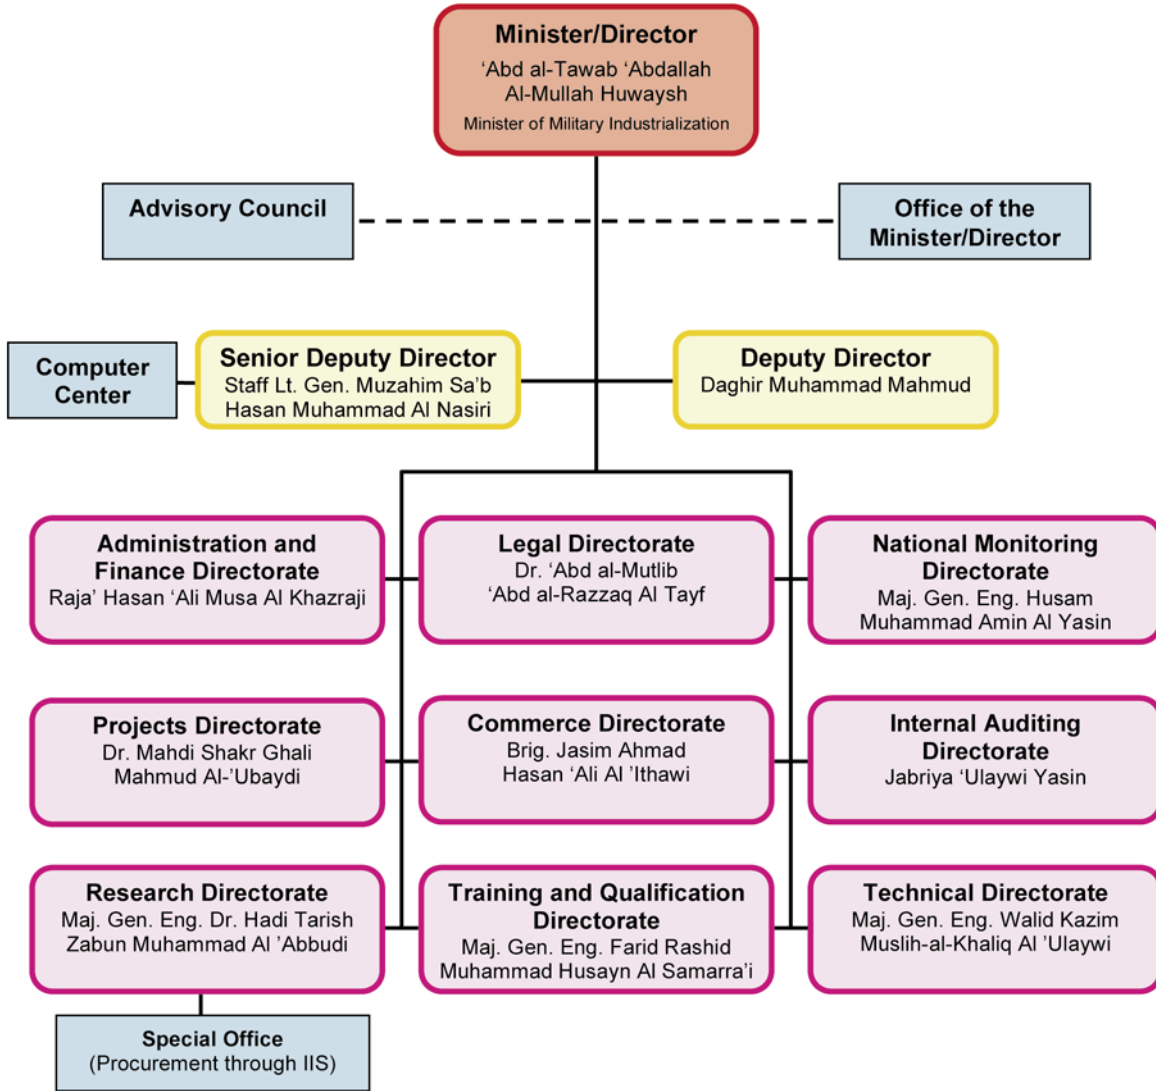 Minister/Director
‘Abd al-Tawab ‘Abdallah
Al-Mullah Huwaysh
Minister of Military Industrialization
Advisory Council
Office of the
Minister/Director
Computer
Center
Senior Deputy Director
Staff Lt. Gen. Muzahim Sa’b
Hasan Muhammad Al Nasiri
Deputy Director
Daghir Muhammad Mahmud
Administration and
Finance Directorate
Raja’ Hasan ‘Ali Musa Al Khazraji
Legal Directorate
Dr. ‘Abd al-Mutlib
‘Abd al-Razzaq Al Tayf
National Monitoring
Directorate
Maj. Gen. Eng. Husam
Muhammad Amin Al Yasin
Projects Directorate
Dr. Mahdi Shakr Ghali
Mahmud Al-’Ubaydi
Commerce Directorate
Brig. Jasim Ahmad
Hasan ‘Ali Al ’Ithawi
Internal Auditing
Directorate
Jabriya ‘Ulaywi Yasin
Research Directorate
Maj. Gen. Eng. Dr. Hadi Tarish
Zabun Muhammad Al ’Abbudi
Training and Qualification
Directorate
Maj. Gen. Eng. Farid Rashid
Muhammad Husayn Al Samarra’i
Technical Directorate
Maj. Gen. Eng. Walid Kazim
Muslih-al-Khaliq Al ’Ulaywi
Special Office
(Procurement through IIS)